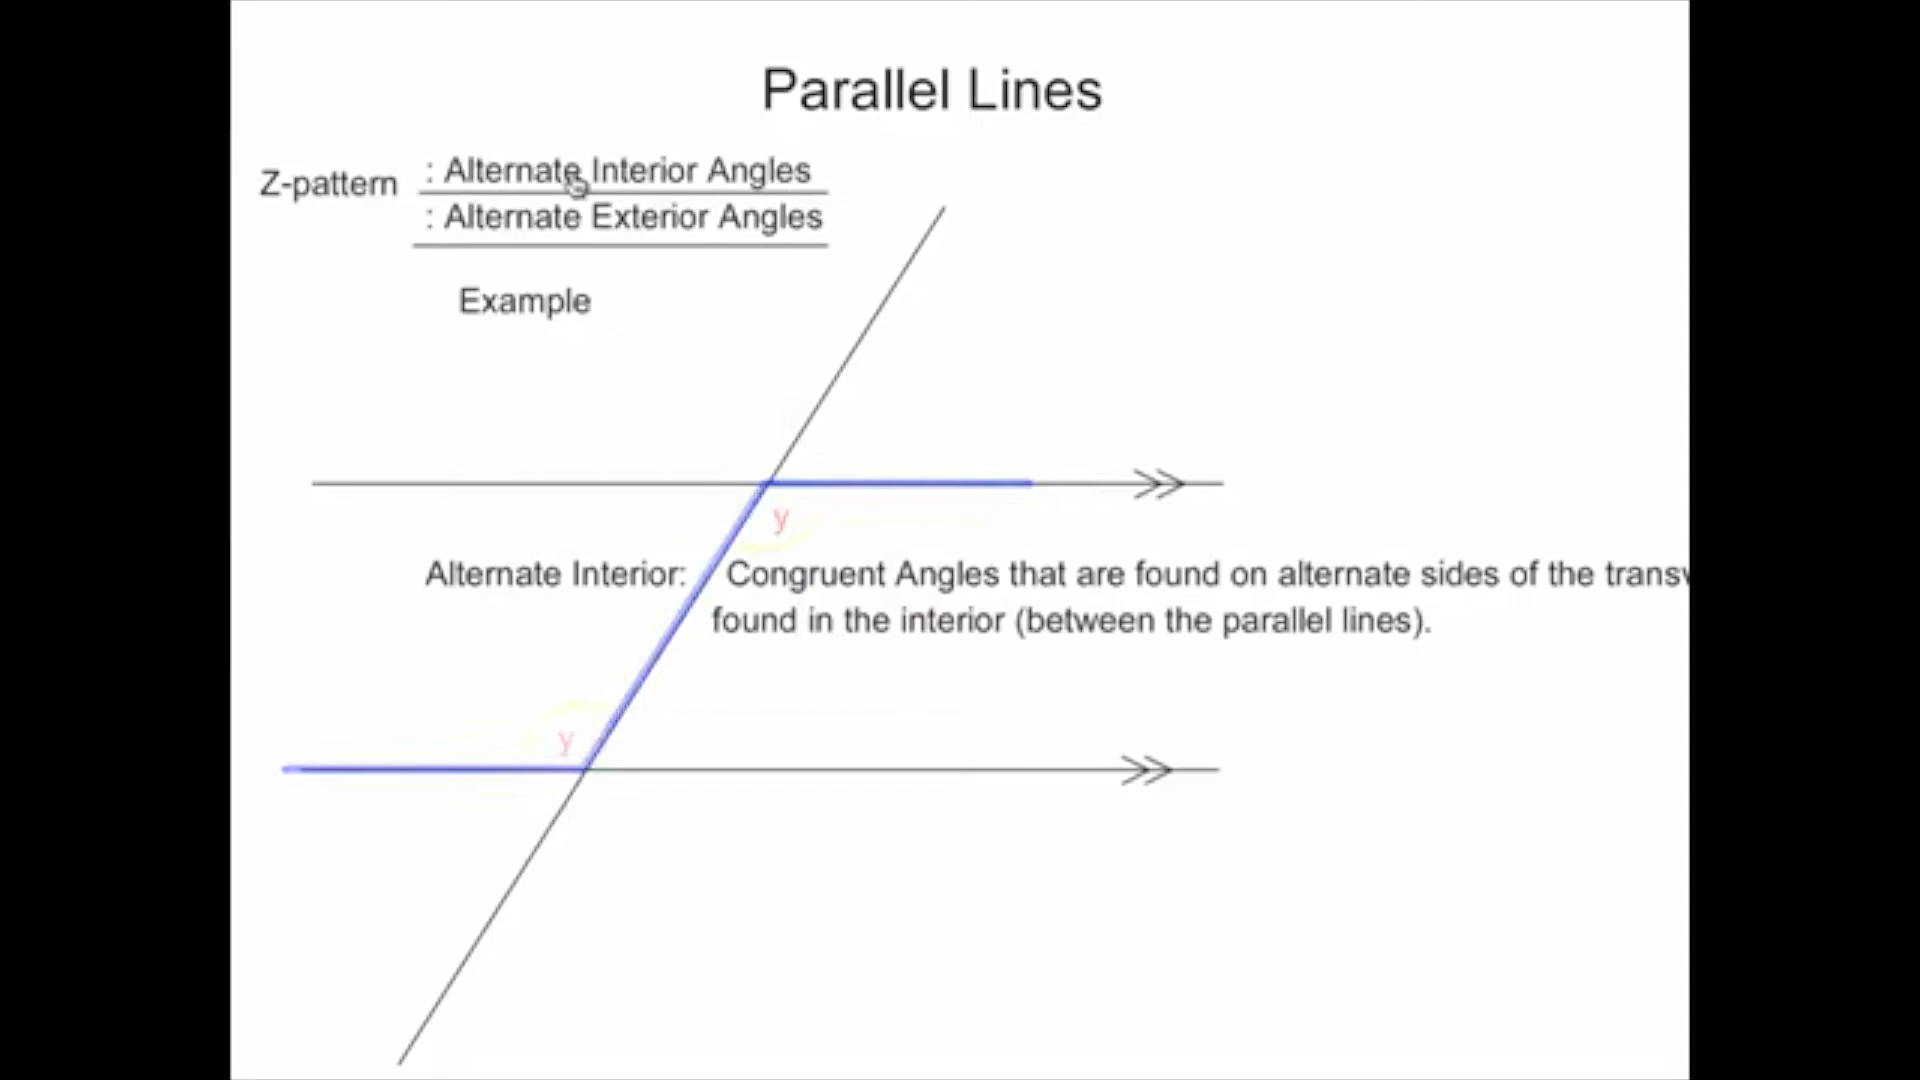 Parallel Lines
Z-pattern
: Alternate Interior Angles
: Alternate Exterior Angles
Example
y
Alternate Interior: Congruent Angles that are found on alternate sides of the
found in the interior (between the parallel lines).
y